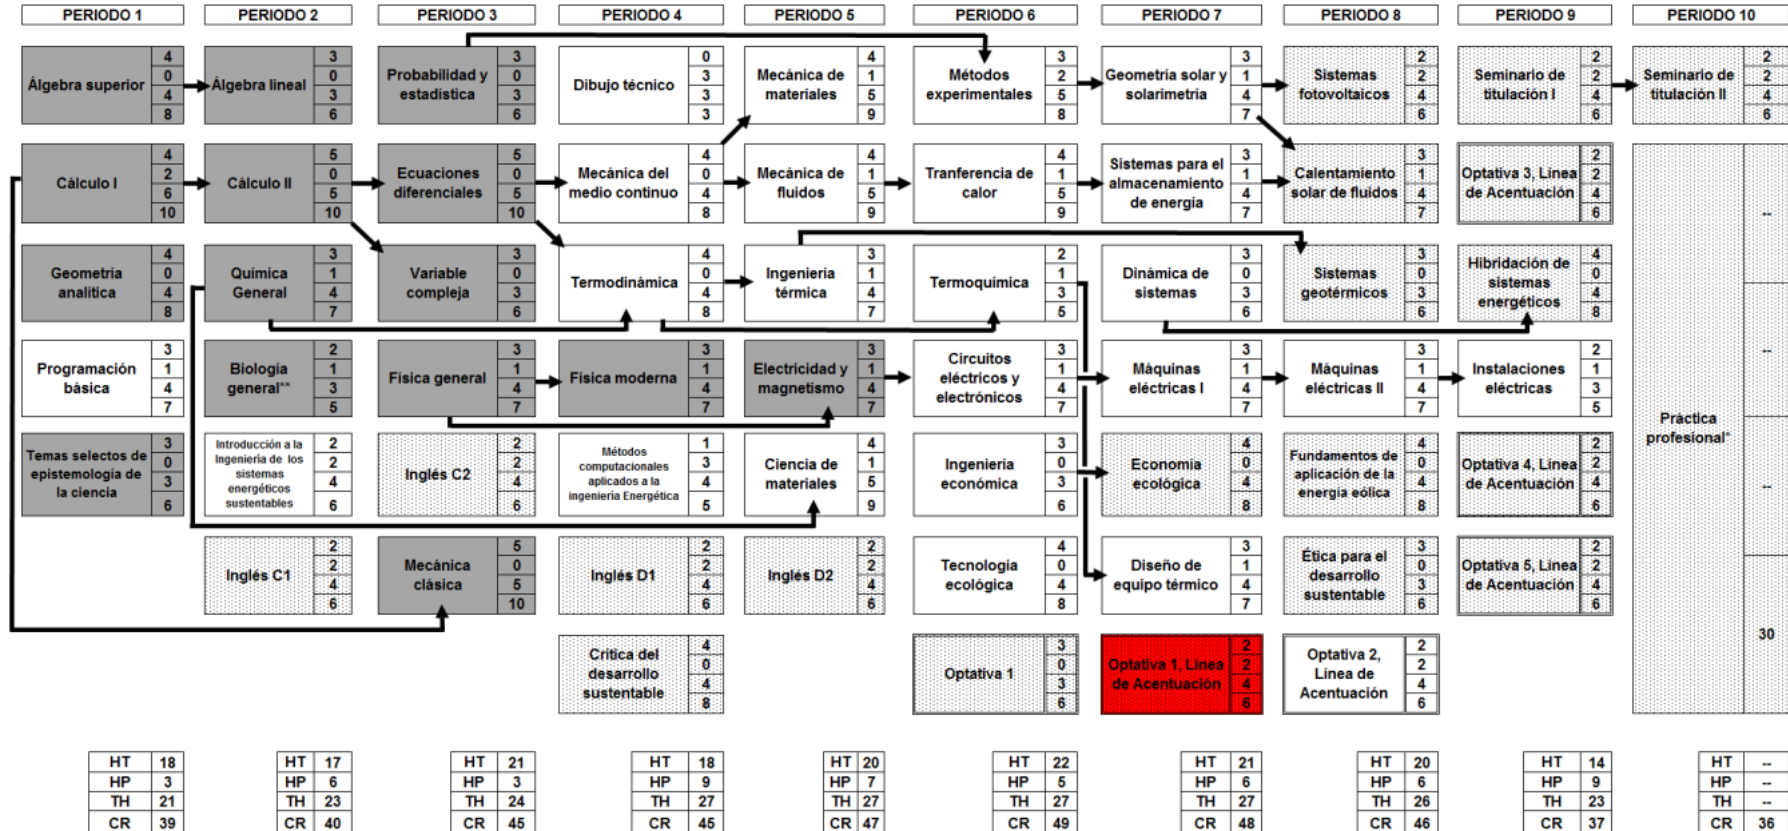 PERIODO 1
Álgebra superior
4
0
4
8
Cálculo I
4
2
6
10
Geometría
analítica
4
0
4
8
Programación
básica
3
1
4
7
Temas selectos de
epistemología de
la ciencia
3
0
3
6
HT 18
HP 3
TH 21
CR 39
PERIODO 2
Álgebra lineal
3
0
3
6
Cálculo II
5
0
5
10
Química
General
3
1
4
7
Biología
general**
2
1
3
5
Introducción a la
Ingeniería de los
sistemas
energéticos
sustentables
2
2
4
6
Inglés C1
2
2
4
6
HT 17
HP 6
TH 23
CR 40
PERIODO 3
Probabilidad y
estadística
3
0
3
6
Ecuaciones
diferenciales
5
0
5
10
Variable
compleja
3
0
3
6
Física general
3
1
4
7
Inglés C2
2
2
4
6
Mecánica
clásica
5
0
5
10
HT 21
HP 3
TH 24
CR 45
PERIODO 4
Dibujo técnico
0
3
3
3
Mecánica del
medio continuo
4
0
4
8
Termodinámica
4
0
4
8
Física moderna
3
1
4
7
Métodos
computacionales
aplicados a la
ingeniería Energética
1
3
4
5
Inglés D1
2
2
4
6
Crítica del
desarrollo
sustentable
4
0
4
8
HT 18
HP 9
TH 27
CR 45
PERIODO 5
Mecánica de
materiales
4
1
5
9
Mecánica de
fluidos
4
1
5
9
Ingeniería
térmica
3
1
4
7
Electricidad y
magnetismo
3
1
4
7
Ciencia de
materiales
4
1
5
9
Inglés D2
2
2
4
6
HT 20
HP 7
TH 27
CR 47
PERIODO 6
Métodos
experimentales
3
2
5
8
Tranferencia de
calor
4
1
5
9
Termoquímica
2
1
3
5
Circuitos
eléctricos y
electrónicos
3
1
4
7
Ingeniería
económica
3
0
3
6
Tecnología
ecológica
4
0
4
8
Optativa 1
3
0
3
6
HT 22
HP 5
TH 27
CR 49
PERIODO 7
Geometría solar y
solarimetría
3
1
4
7
Sistemas para el
almacenamiento
de energía
3
1
4
7
Dinámica de
sistemas
3
0
3
6
Máquinas
eléctricas I
3
1
4
7
Economía
ecológica
4
0
4
8
Diseño de
equipo térmico
3
1
4
7
Optativa 1, Línea
de Acentuación
2
2
4
6
HT 21
HP 6
TH 27
CR 48
PERIODO 8
Sistemas
fotovoltaicos
2
2
4
6
Calentamiento
solar de fluidos
3
1
4
7
Sistemas
geotérmicos
3
0
3
6
Máquinas
eléctricas II
3
1
4
7
Fundamentos de
aplicación de la
energía eólica
4
0
4
8
Ética para el
desarrollo
sustentable
3
0
3
6
Optativa 2,
Línea de
Acentuación
2
2
4
6
HT 20
HP 6
TH 26
CR 46
PERIODO 9
Seminario de
titulación I
2
2
4
6
Optativa 3, Línea
de Acentuación
2
2
4
6
Hibridación de
sistemas
energéticos
4
0
4
8
Instalaciones
eléctricas
2
1
3
5
Optativa 4, Línea
de Acentuación
2
2
4
6
Optativa 5, Línea
de Acentuación
2
2
4
6
HT 14
HP 9
TH 23
CR 37
PERIODO 10
Seminario de
titulación II
2
2
4
6
Práctica
profesional*
--
--
--
30
HT --
HP --
TH --
CR 36